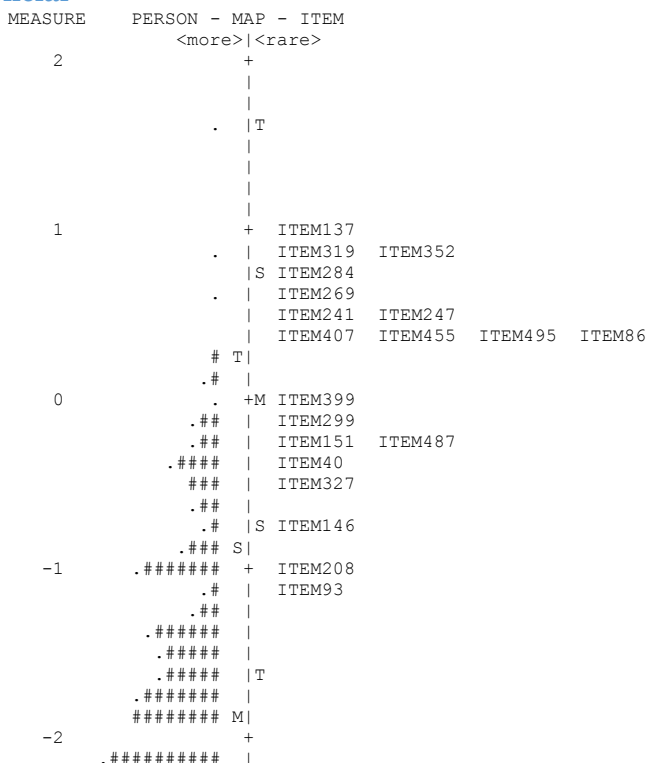 MEASURE     PERSON - MAP - ITEM
                 <more>|<rare>
    2                  +
                       |
                       |
                    .  |T
                       |
                       |
                       |
                       |
    1                  +  ITEM137
                    .  |  ITEM319   ITEM352
                       |S ITEM284
                    .  |  ITEM269
                       |  ITEM241   ITEM247
                       |  ITEM407   ITEM455   ITEM495   ITEM86
                    # T|
                   .#  |
    0               .  +M ITEM399
                  .##  |  ITEM299
                  .##  |  ITEM151   ITEM487
                .####  |  ITEM40
                  ###  |  ITEM327
                  .##  |
                   .#  |S ITEM146
                 .### S|
   -1        .#######  +  ITEM208
                   .#  |  ITEM93
                  .##  |
              .######  |
               .#####  |
               .#####  |T
             .#######  |
             ######## M|
   -2                  +
          .##########  |